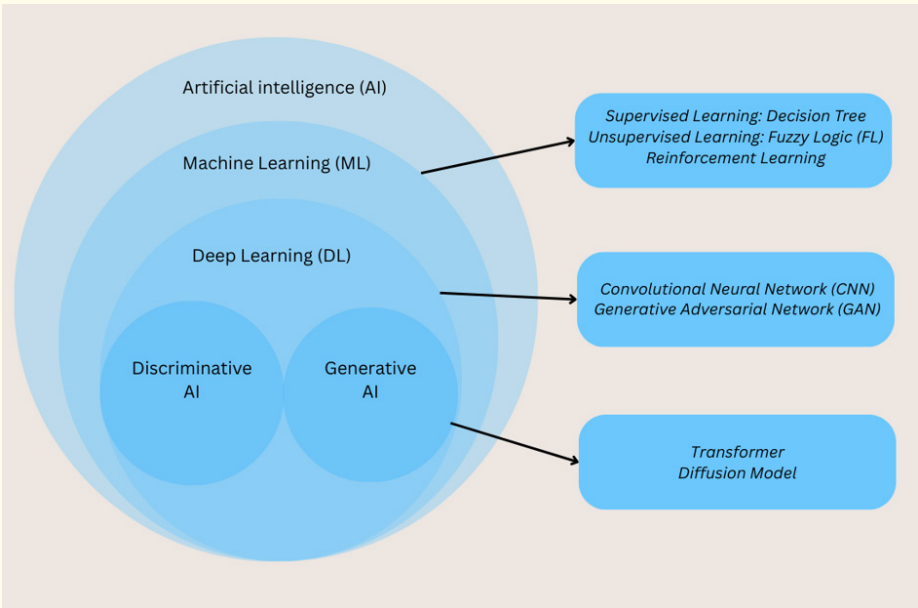 Artificial intelligence (AI)
Machine Learning (ML)
Deep Learning (DL)
Discriminative
AI
Generative
AI
Supervised Learning: Decision Tree
Unsupervised Learning: Fuzzy Logic (FL)
Reinforcement Learning
Convolutional Neural Network (CNN)
Generative Adversarial Network (GAN)
Transformer
Diffusion Model